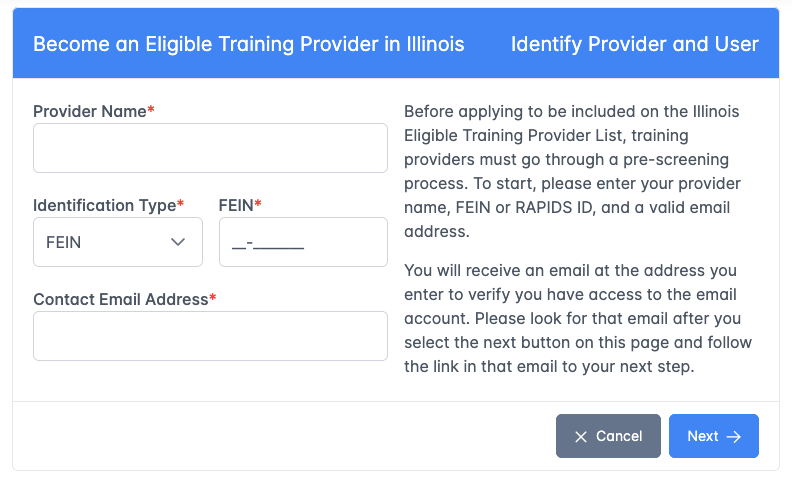 Become an Eligible Training Provider in Illinois
Identify Provider and User
Provider Name*
Identification Type*
FEIN*
FEIN
__-_______
Contact Email Address*
Before applying to be included on the Illinois
Eligible Training Provider List, training
providers must go through a pre-screening
process. To start, please enter your provider
name, FEIN or RAPIDS ID, and a valid email
address.
You will receive an email at the address you
enter to verify you have access to the email
account. Please look for that email after you
select the next button on this page and follow
the link in that email to your next step.
Cancel
Next